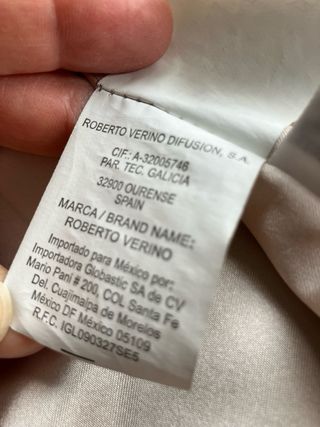 ROBERTO VERINO DIFUSION, S.A.
CIF.: A-32005746
PAR. TEC. GALICIA
32900 OURENSE
SPAIN
MARCA / BRAND NAME:
ROBERTO VERINO
Importado para México por:
Importadora Globastic SA de CV
Mario Pani # 200, COL Santa Fe
Del. Cuajimalpa de Morelos
México DF México 05109
R.F.C. IGL090327SE5